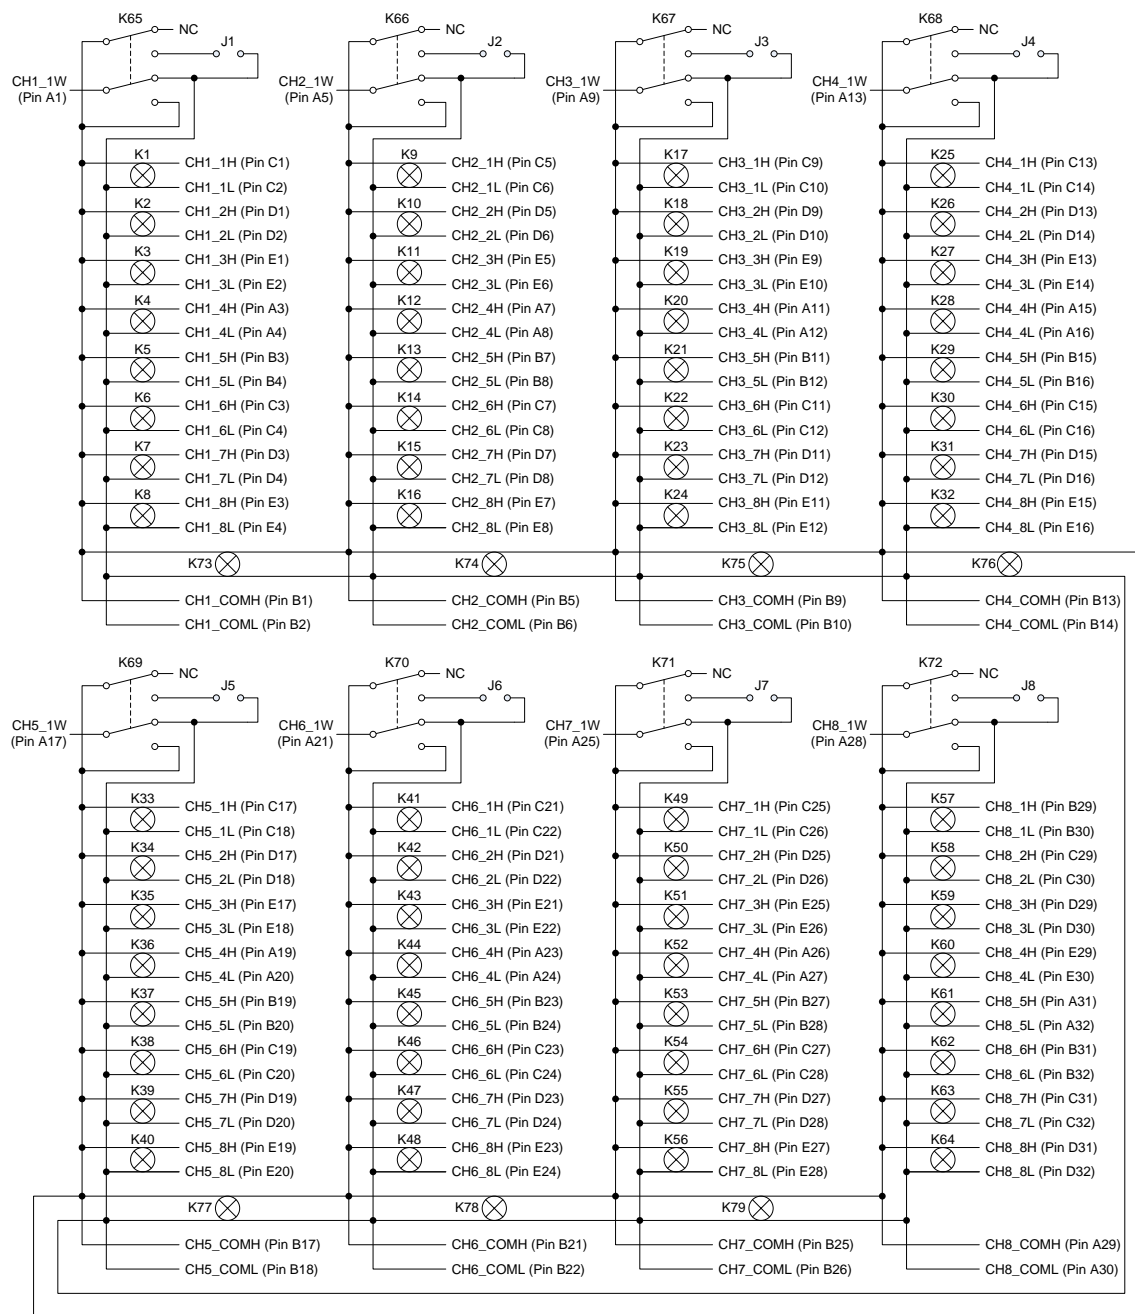 K65 NC K66 NC K67 NC K68 NC
J1 J2 J3 J4
CH1_1W (Pin A1) CH2_1W (Pin A5) CH3_1W (Pin A9) CH4_1W (Pin A13)
K1 K9 K17 K25
CH1_1H (Pin C1) CH2_1H (Pin C5) CH3_1H (Pin C9) CH4_1H (Pin C13)
CH1_1L (Pin C2) CH2_1L (Pin C6) CH3_1L (Pin C10) CH4_1L (Pin C14)
K2 K10 K18 K26
CH1_2H (Pin D1) CH2_2H (Pin D5) CH3_2H (Pin D9) CH4_2H (Pin D13)
CH1_2L (Pin D2) CH2_2L (Pin D6) CH3_2L (Pin D10) CH4_2L (Pin D14)
K3 K11 K19 K27
CH1_3H (Pin E1) CH2_3H (Pin E5) CH3_3H (Pin E9) CH4_3H (Pin E13)
CH1_3L (Pin E2) CH2_3L (Pin E6) CH3_3L (Pin E10) CH4_3L (Pin E14)
K4 K12 K20 K28
CH1_4H (Pin A3) CH2_4H (Pin A7) CH3_4H (Pin A11) CH4_4H (Pin A15)
CH1_4L (Pin A4) CH2_4L (Pin A8) CH3_4L (Pin A12) CH4_4L (Pin A16)
K5 K13 K21 K29
CH1_5H (Pin B3) CH2_5H (Pin B7) CH3_5H (Pin B11) CH4_5H (Pin B15)
CH1_5L (Pin B4) CH2_5L (Pin B8) CH3_5L (Pin B12) CH4_5L (Pin B16)
K6 K14 K22 K30
CH1_6H (Pin C3) CH2_6H (Pin C7) CH3_6H (Pin C11) CH4_6H (Pin C15)
CH1_6L (Pin C4) CH2_6L (Pin C8) CH3_6L (Pin C12) CH4_6L (Pin C16)
K7 K15 K23 K31
CH1_7H (Pin D3) CH2_7H (Pin D7) CH3_7H (Pin D11) CH4_7H (Pin D15)
CH1_7L (Pin D4) CH2_7L (Pin D8) CH3_7L (Pin D12) CH4_7L (Pin D16)
K8 K16 K24 K32
CH1_8H (Pin E3) CH2_8H (Pin E7) CH3_8H (Pin E11) CH4_8H (Pin E15)
CH1_8L (Pin E4) CH2_8L (Pin E8) CH3_8L (Pin E12) CH4_8L (Pin E16)
K73 K74 K75 K76
CH1_COMH (Pin B1) CH2_COMH (Pin B5) CH3_COMH (Pin B9) CH4_COMH (Pin B13)
CH1_COML (Pin B2) CH2_COML (Pin B6) CH3_COML (Pin B10) CH4_COML (Pin B14)
K69 NC K70 NC K71 NC K72 NC
J5 J6 J7 J8
CH5_1W (Pin A17) CH6_1W (Pin A21) CH7_1W (Pin A25) CH8_1W (Pin A28)
K33 K41 K49 K57
CH5_1H (Pin C17) CH6_1H (Pin C21) CH7_1H (Pin C25) CH8_1H (Pin B29)
CH5_1L (Pin C18) CH6_1L (Pin C22) CH7_1L (Pin C26) CH8_1L (Pin B30)
K34 K42 K50 K58
CH5_2H (Pin D17) CH6_2H (Pin D21) CH7_2H (Pin D25) CH8_2H (Pin C29)
CH5_2L (Pin D18) CH6_2L (Pin D22) CH7_2L (Pin D26) CH8_2L (Pin C30)
K35 K43 K51 K59
CH5_3H (Pin E17) CH6_3H (Pin E21) CH7_3H (Pin E25) CH8_3H (Pin D29)
CH5_3L (Pin E18) CH6_3L (Pin E22) CH7_3L (Pin E26) CH8_3L (Pin D30)
K36 K44 K52 K60
CH5_4H (Pin A19) CH6_4H (Pin A23) CH7_4H (Pin A26) CH8_4H (Pin E29)
CH5_4L (Pin A20) CH6_4L (Pin A24) CH7_4L (Pin A27) CH8_4L (Pin E30)
K37 K45 K53 K61
CH5_5H (Pin B19) CH6_5H (Pin B23) CH7_5H (Pin B27) CH8_5H (Pin A31)
CH5_5L (Pin B20) CH6_5L (Pin B24) CH7_5L (Pin B28) CH8_5L (Pin A32)
K38 K46 K54 K62
CH5_6H (Pin C19) CH6_6H (Pin C23) CH7_6H (Pin C27) CH8_6H (Pin B31)
CH5_6L (Pin C20) CH6_6L (Pin C24) CH7_6L (Pin C28) CH8_6L (Pin B32)
K39 K47 K55 K63
CH5_7H (Pin D19) CH6_7H (Pin D23) CH7_7H (Pin D27) CH8_7H (Pin C31)
CH5_7L (Pin D20) CH6_7L (Pin D24) CH7_7L (Pin D28) CH8_7L (Pin C32)
K40 K48 K56 K64
CH5_8H (Pin E19) CH6_8H (Pin E23) CH7_8H (Pin E27) CH8_8H (Pin D31)
CH5_8L (Pin E20) CH6_8L (Pin E24) CH7_8L (Pin E28) CH8_8L (Pin D32)
K77 K78 K79
CH5_COMH (Pin B17) CH6_COMH (Pin B21) CH7_COMH (Pin B25) CH8_COMH (Pin A29)
CH5_COML (Pin B18) CH6_COML (Pin B22) CH7_COML (Pin B26) CH8_COML (Pin A30)